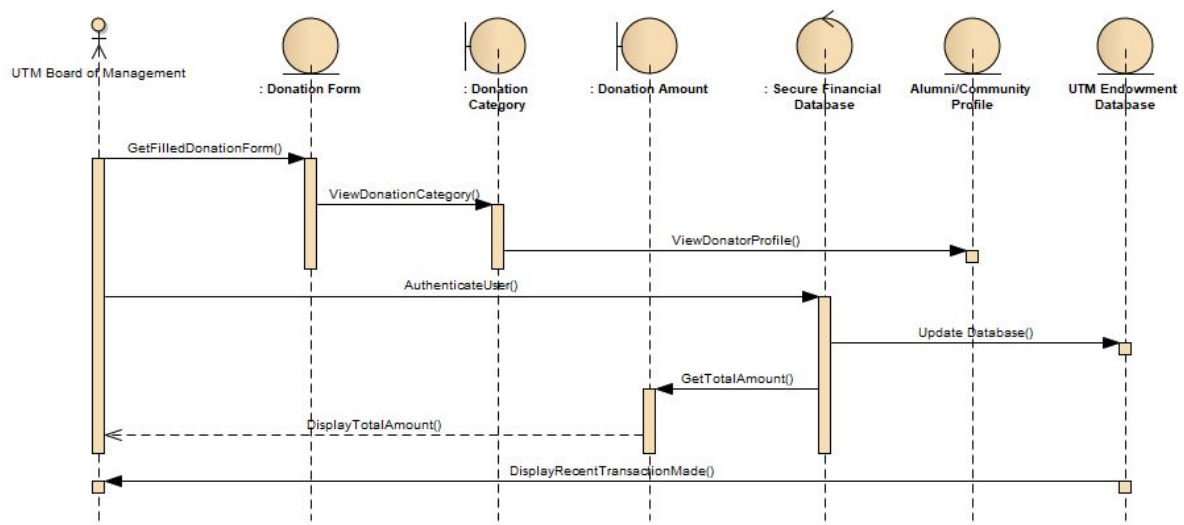 UTM Board of Management
: Donation Form
: Donation
Category
: Donation Amount
: Secure Financial
Database
Alumni/Community
Profile
UTM Endowment
Database
GetFilledDonationForm()
ViewDonationCategory()
ViewDonatorProfile()
AuthenticateUser()
Update Database()
GetTotalAmount()
DisplayTotalAmount()
DisplayRecentTransactionMade()